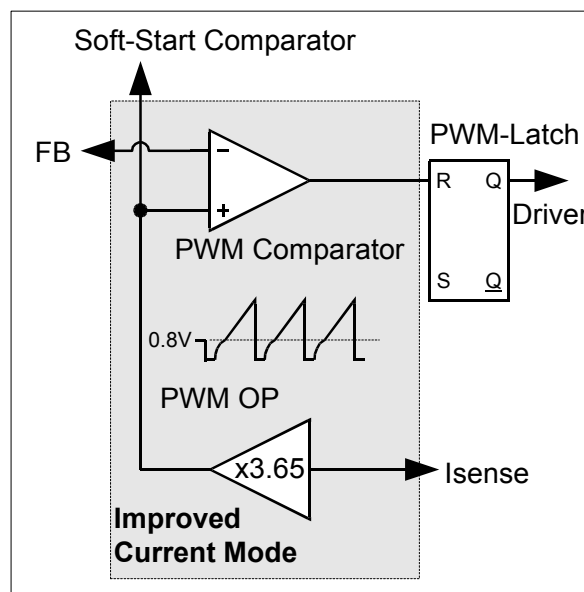 Soft-Start Comparator
FB
PWM-Latch
R
Q
Driver
S
Q
PWM Comparator
0.8V
PWM OP
x3.65
Isense
Improved
Current Mode